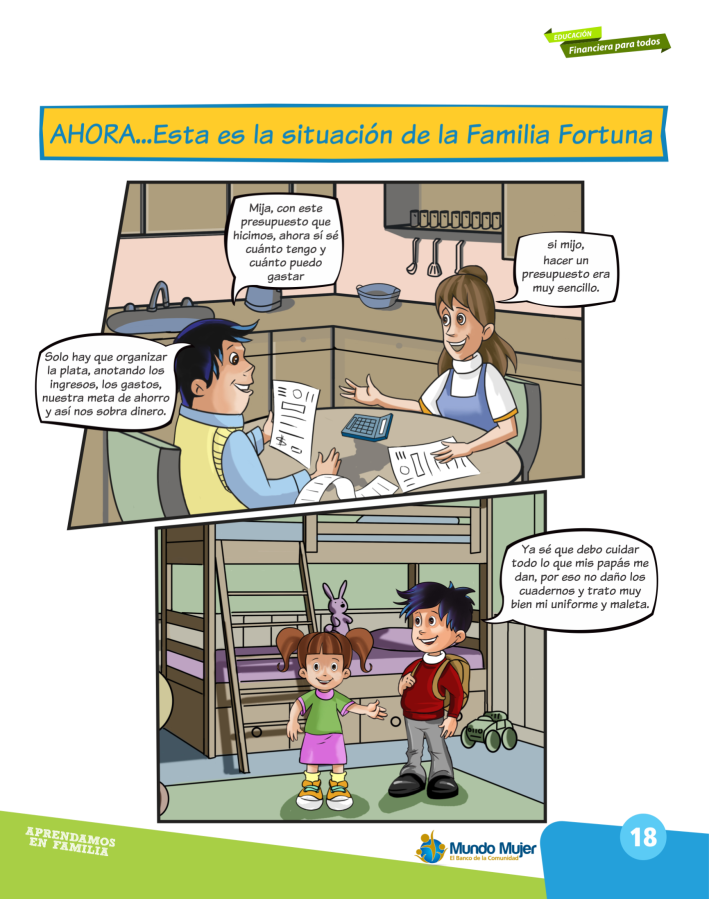 EDUCACIÓN
Financiera para todos
AHORA...Esta es la situación de la Familia Fortuna
Mija, con este
presupuesto que
hicimos, ahora sí sé
cuánto tengo y
cuánto puedo
gastar
si mijo,
hacer un
presupuesto era
muy sencillo.
Solo hay que organizar
la plata, anotando los
ingresos, los gastos,
nuestra meta de ahorro
y así nos sobra dinero.
Ya sé que debo cuidar
todo lo que mis papás me
dan, por eso no daño los
cuadernos y trato muy
bien mi uniforme y maleta.
APRENDAMOS
EN FAMILIA
Mundo Mujer
El Banco de la Comunidad
18